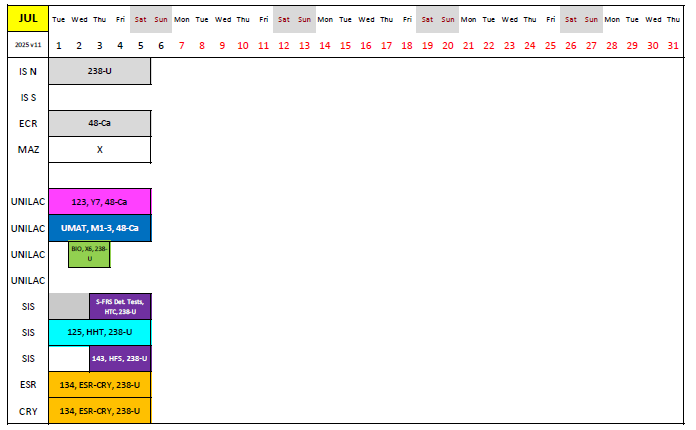 JUL Tue Wed Thu Fri Sat Sun Mon Tue Wed Thu Fri Sat Sun Mon Tue Wed Thu Fri Sat Sun Mon Tue Wed Thu Fri Sat Sun Mon Tue Wed Thu
2025 v11 1 2 3 4 5 6 7 8 9 10 11 12 13 14 15 16 17 18 19 20 21 22 23 24 25 26 27 28 29 30 31
IS N 238-U
IS S
ECR 48-Ca
MAZ X
UNILAC 123, Y7, 48-Ca
UNILAC UMAT, M1-3, 48-Ca
UNILAC BIO, X6, 238-
U
UNILAC
SIS S-FRS Det. Tests,
HTC, 238-U
SIS 125, HHT, 238-U
SIS 143, HFS, 238-U
ESR 134, ESR-CRY, 238-U
CRY 134, ESR-CRY, 238-U